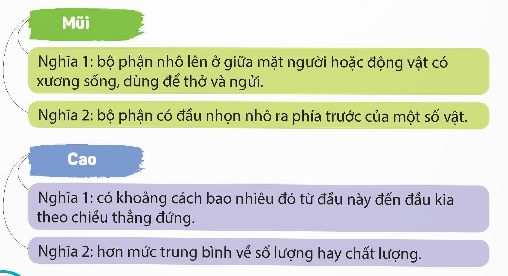 Mũi
Nghĩa 1: bộ phận nhô lên ở giữa mặt người hoặc động vật có
xương sống, dùng để thở và ngửi.
Nghĩa 2: bộ phận có đầu nhọn nhô ra phía trước của một số vật.
Cao
Nghĩa 1: có khoảng cách bao nhiêu đó từ đầu này đến đầu kia
theo chiều thẳng đứng.
Nghĩa 2: hơn mức trung bình về số lượng hay chất lượng.